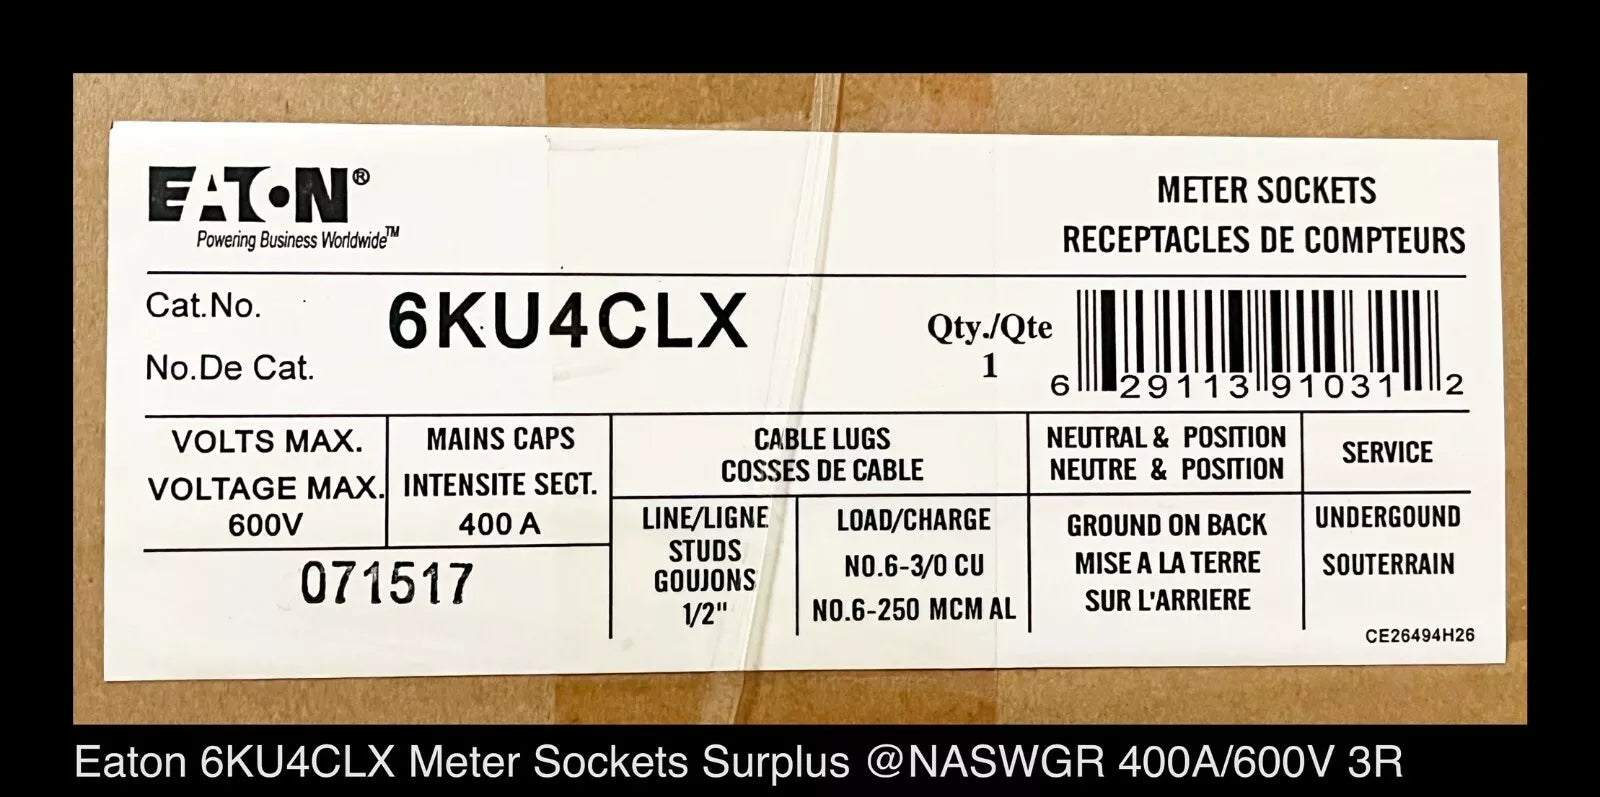 EATON®
Powering Business Worldwide™
METER SOCKETS
RECEPTACLES DE COMPTEURS
Cat.No.
No.De Cat.
6KU4CLX
Qty./Qte
1
6 29113 91031 2
VOLTS MAX.
VOLTAGE MAX.
600V
MAINS CAPS
INTENSITE SECT.
400 A
071517
CABLE LUGS
COSSES DE CABLE
LINE/LIGNE
STUDS
GOUJONS
1/2"
LOAD/CHARGE
NO.6-3/0 CU
NO.6-250 MCM AL
NEUTRAL & POSITION
NEUTRE & POSITION
GROUND ON BACK
MISE A LA TERRE
SUR L'ARRIERE
SERVICE
UNDERGOUND
SOUTERRAIN
CE26494H26
Eaton 6KU4CLX Meter Sockets Surplus @NASWGR 400A/600V 3R